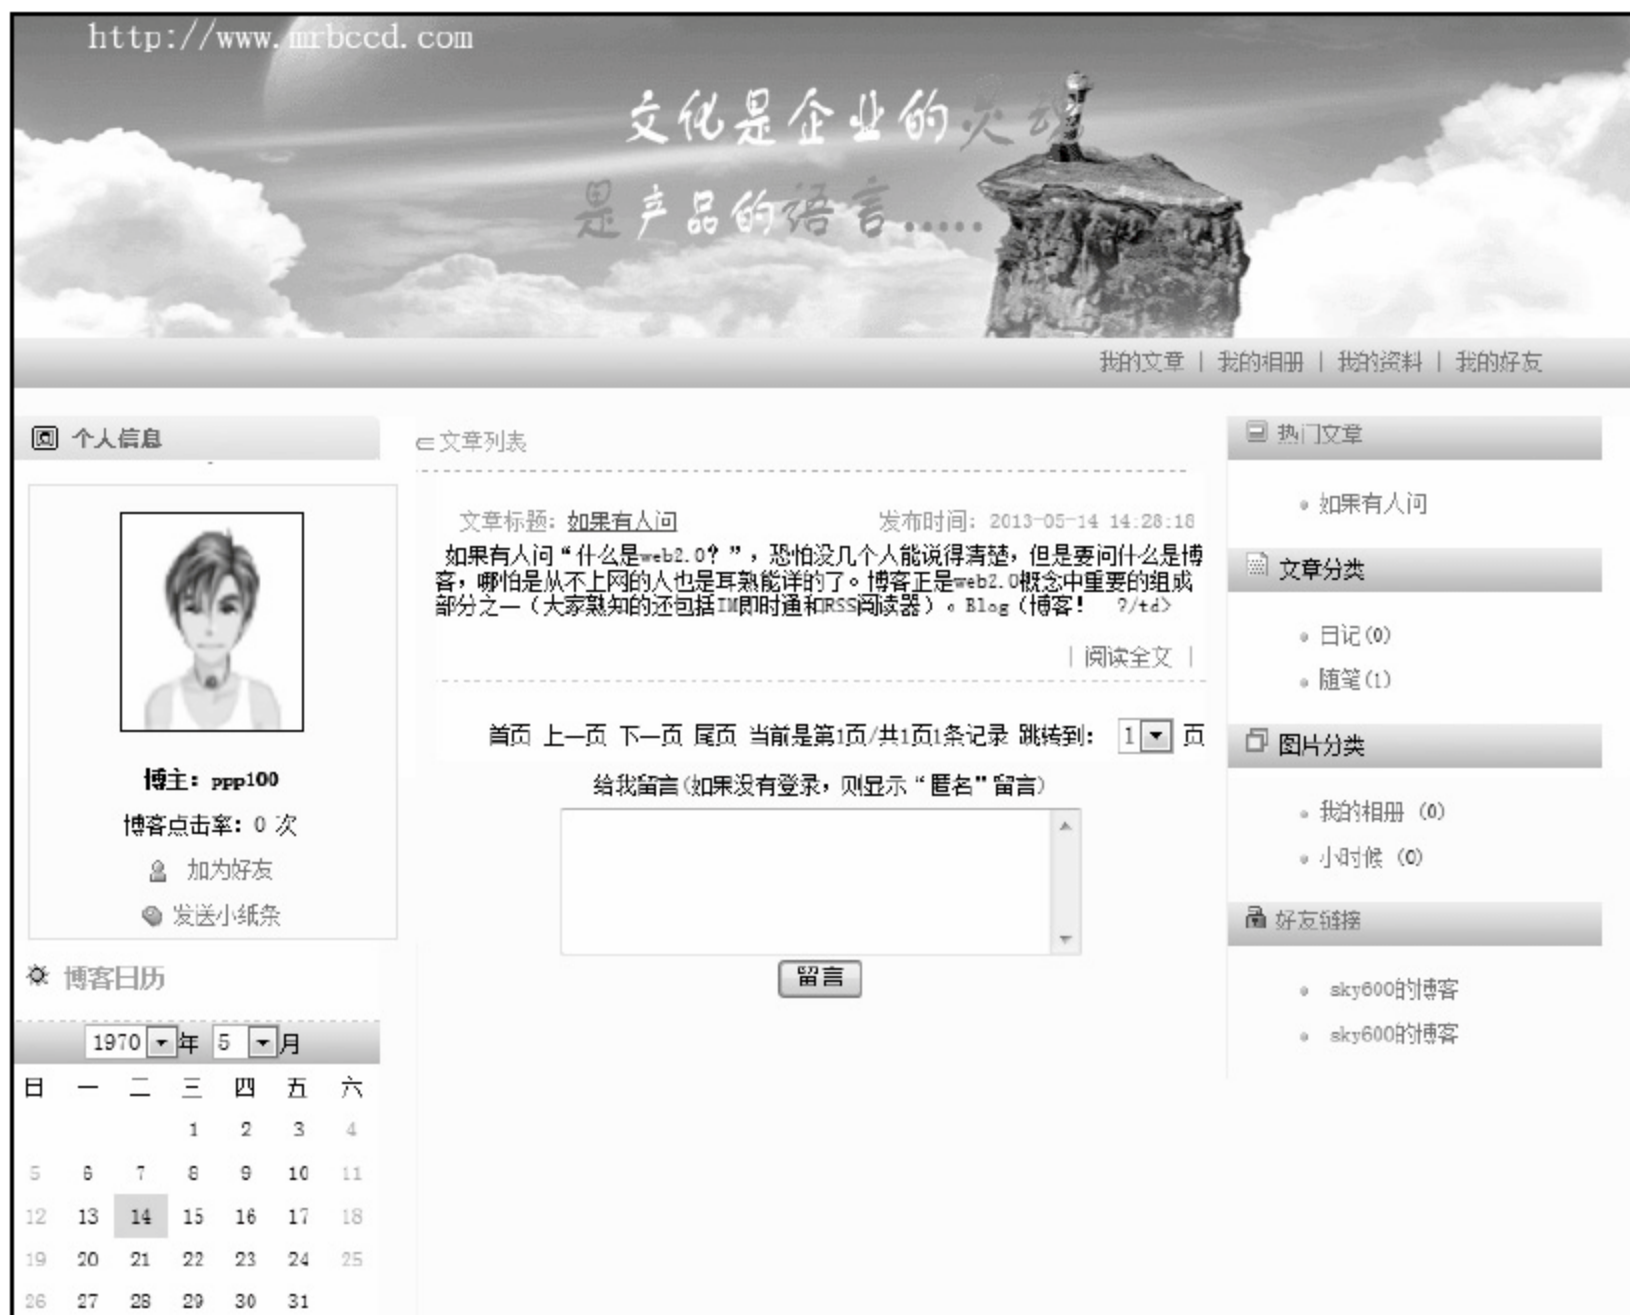 http://www.mrbccd.com
文化是企业的灵魂
是产品的语言.....
我的文章 | 我的相册 | 我的资料 | 我的好友
个人信息
博主：ppp100
博客点击率：0 次
加为好友
发送小纸条
博客日历
1970 年 5 月
日 一 二 三 四 五 六
1 2 3 4
5 6 7 8 9 10 11
12 13 14 15 16 17 18
19 20 21 22 23 24 25
26 27 28 29 30 31
∈文章列表
文章标题：如果有人问 发布时间：2013-05-14 14:28:18
如果有人问“什么是web2.0？”，恐怕没几个人能说得清楚，但是要问什么是博
客，哪怕是从不上网的人也是耳熟能详的了。博客正是web2.0概念中重要的组成
部分之一（大家熟知的还包括IM即时通和RSS阅读器）。Blog（博客! ?/td>
| 阅读全文 |
首页 上一页 下一页 尾页 当前是第1页/共1页1条记录 跳转到： 1 页
给我留言(如果没有登录，则显示“匿名”留言)
留言
热门文章
如果有人问
文章分类
日记(0)
随笔(1)
图片分类
我的相册 (0)
小时候 (0)
好友链接
sky600的博客
sky600的博客